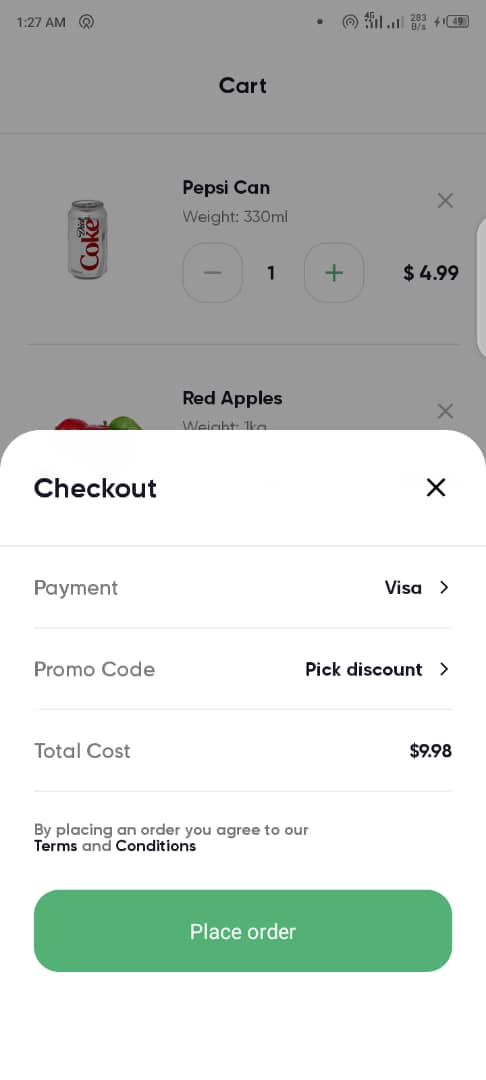 1:27 AM 4G 283 B/s 49
Cart
Pepsi Can
Weight: 330ml
Diet Coke
1
$ 4.99
Red Apples
Weight: 1kg
Checkout
Payment Visa
Promo Code Pick discount
Total Cost $9.98
By placing an order you agree to our
Terms and Conditions
Place order